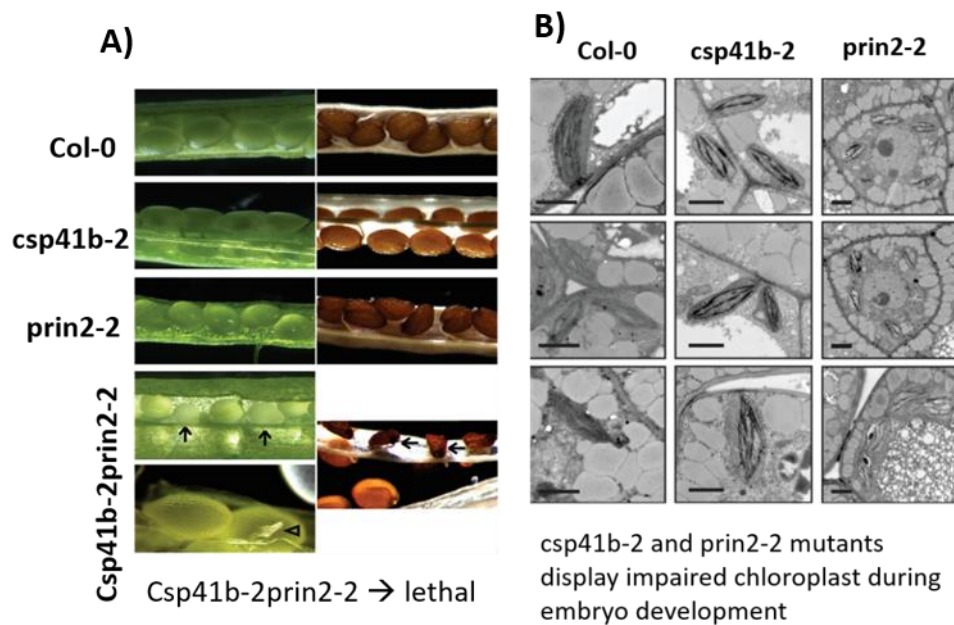 A)
Col-0
csp41b-2
prin2-2
Csp41b-2prin2-2
Csp41b-2prin2-2 → lethal
B)
Col-0 csp41b-2 prin2-2
csp41b-2 and prin2-2 mutants
display impaired chloroplast during
embryo development